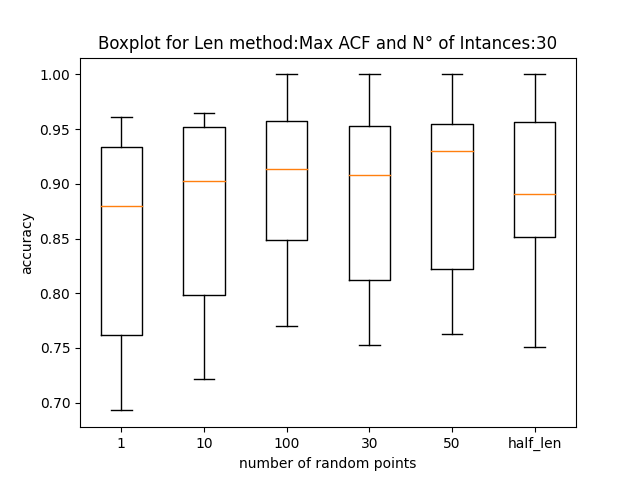 Boxplot for Len method:Max ACF and N° of Intances:30
1.00
0.95
0.90
0.85
0.80
0.75
0.70
accuracy
1 10 100 30 50 half_len
number of random points